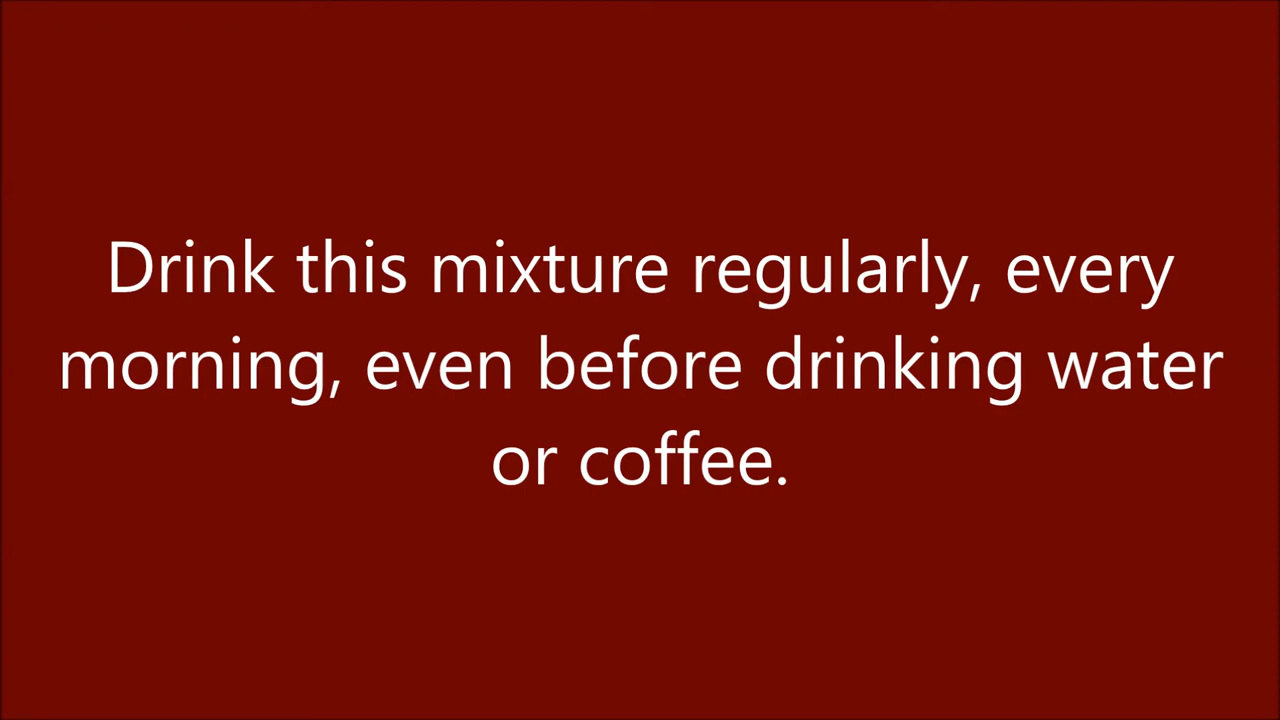 Drink this mixture regularly, every
morning, even before drinking water
or coffee.